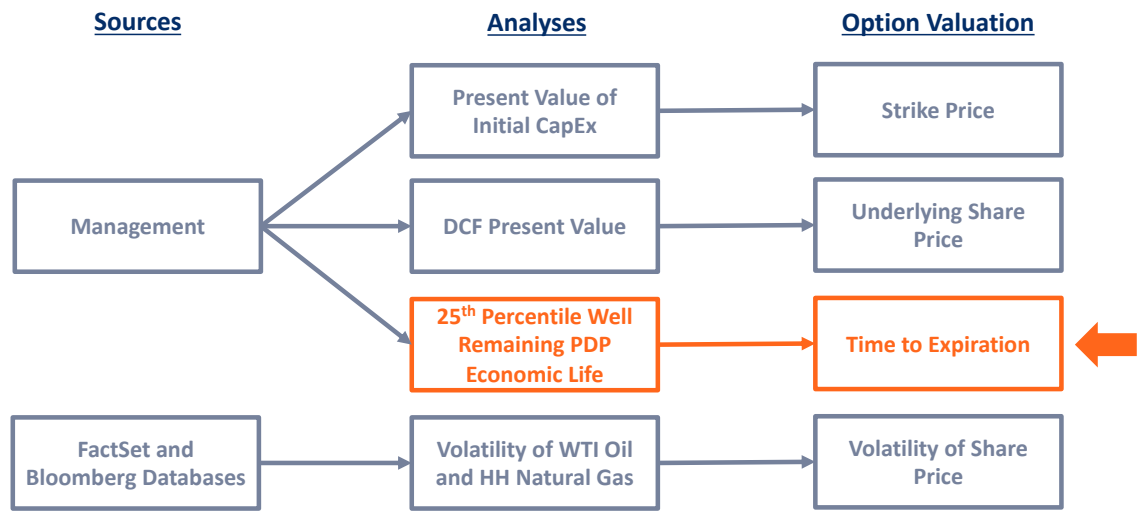 Sources
Analyses
Option Valuation
Present Value of
Initial CapEx
Strike Price
Management
DCF Present Value
Underlying Share
Price
25th Percentile Well
Remaining PDP
Economic Life
Time to Expiration
FactSet and
Bloomberg Databases
Volatility of WTI Oil
and HH Natural Gas
Volatility of Share
Price